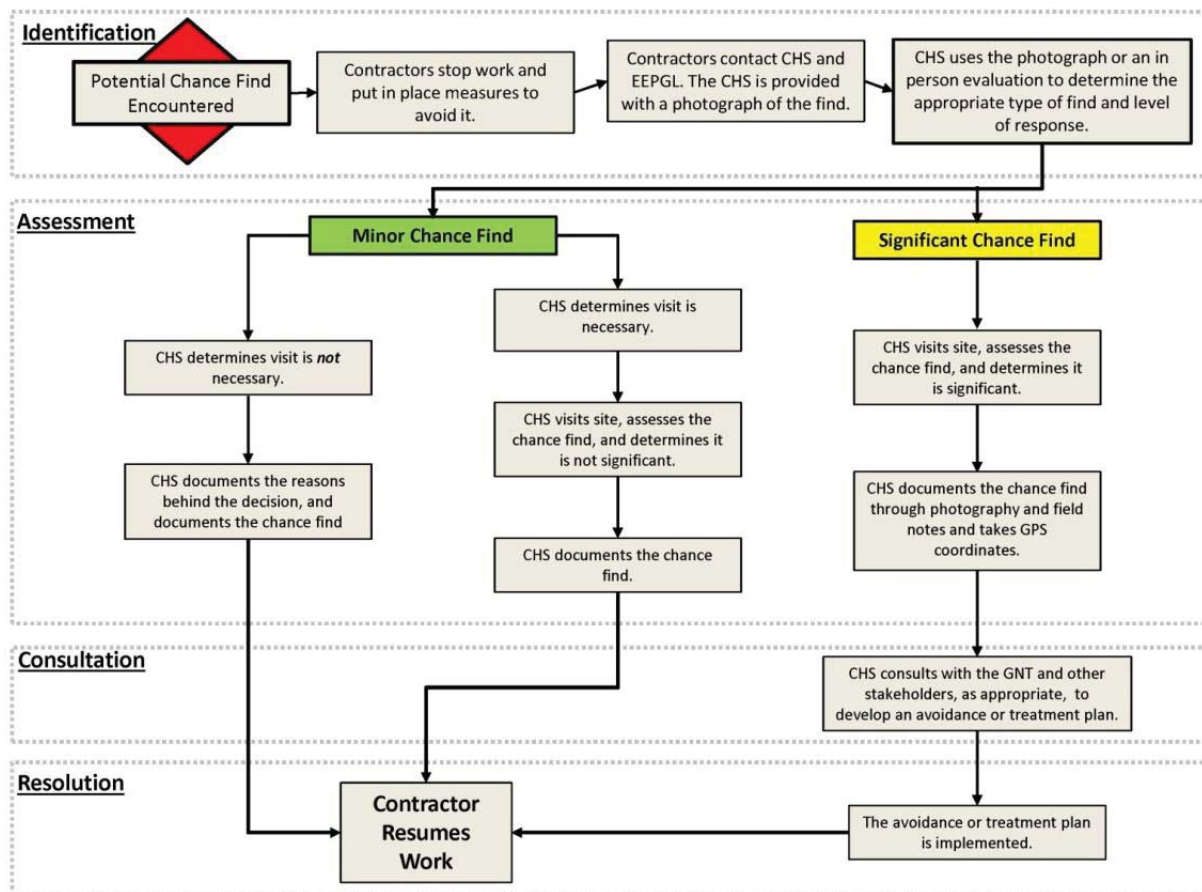 Identification
Potential Chance Find
Encountered
Contractors stop work and
put in place measures to
avoid it.
Contractors contact CHS and
EEPGL. The CHS is provided
with a photograph of the find.
CHS uses the photograph or an in
person evaluation to determine the
appropriate type of find and level
of response.
Assessment
Minor Chance Find
Significant Chance Find
CHS determines visit is not
necessary.
CHS documents the reasons
behind the decision, and
documents the chance find
CHS determines visit is
necessary.
CHS visits site, assesses the
chance find, and determines it
is not significant.
CHS documents the chance
find.
CHS visits site, assesses the
chance find, and determines it
is significant.
CHS documents the chance find
through photography and field
notes and takes GPS
coordinates.
Consultation
CHS consults with the GNT and other
stakeholders, as appropriate, to
develop an avoidance or treatment plan.
Resolution
Contractor
Resumes
Work
The avoidance or treatment plan
is implemented.